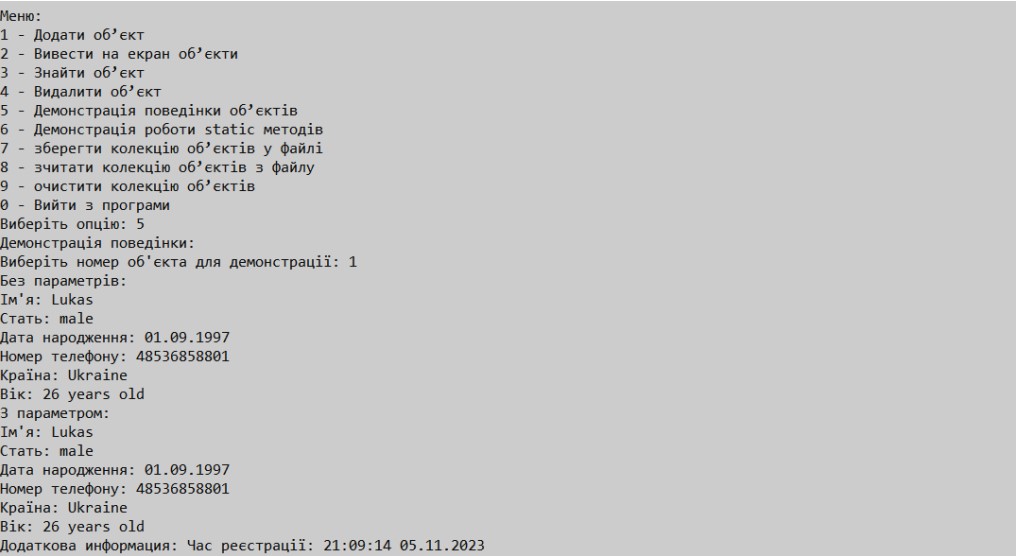 Меню:
1 - Додати об’єкт
2 - Вивести на екран об’єкти
3 - Знайти об’єкт
4 - Видалити об’єкт
5 - Демонстрація поведінки об’єктів
6 - Демонстрація роботи static методів
7 - зберегти колекцію об’єктів у файлі
8 - зчитати колекцію об’єктів з файлу
9 - очистити колекцію об’єктів
0 - Вийти з програми
Виберіть опцію: 5
Демонстрація поведінки:
Виберіть номер об'єкта для демонстрації: 1
Без параметрів:
Ім'я: Lukas
Стать: male
Дата народження: 01.09.1997
Номер телефону: 48536858801
Країна: Ukraine
Вік: 26 years old
З параметром:
Ім'я: Lukas
Стать: male
Дата народження: 01.09.1997
Номер телефону: 48536858801
Країна: Ukraine
Вік: 26 years old
Додаткова информация: Час реєстрації: 21:09:14 05.11.2023